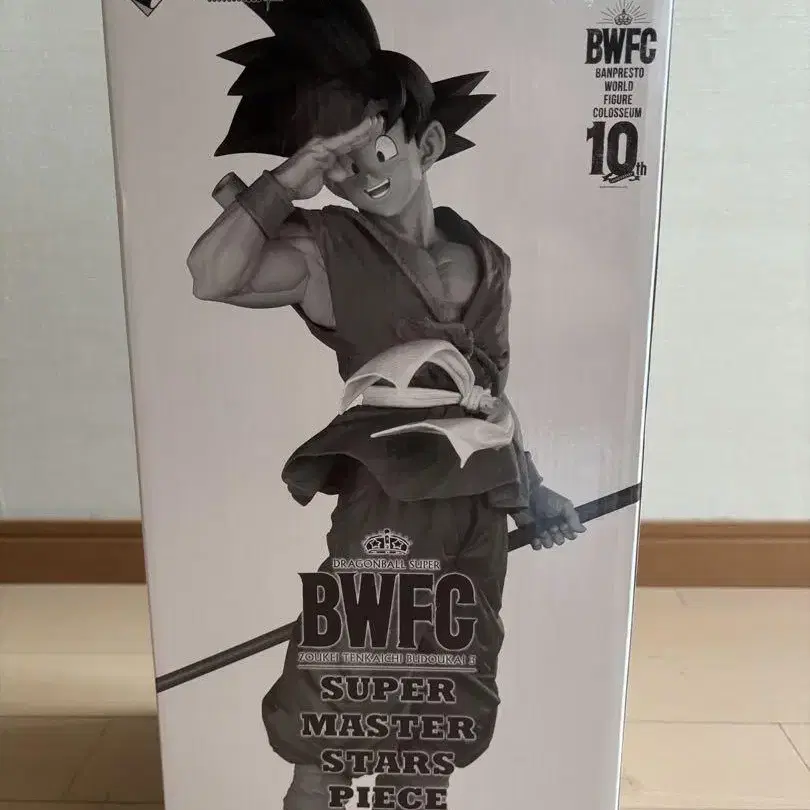 BWFC
BANPRESTO
WORLD
FIGURE
COLOSSEUM
10th
DRAGONBALL SUPER
BWFC
ZOUKEI TENKAICHI BUDOUKAI 3
SUPER
MASTER
STARS
PIECE